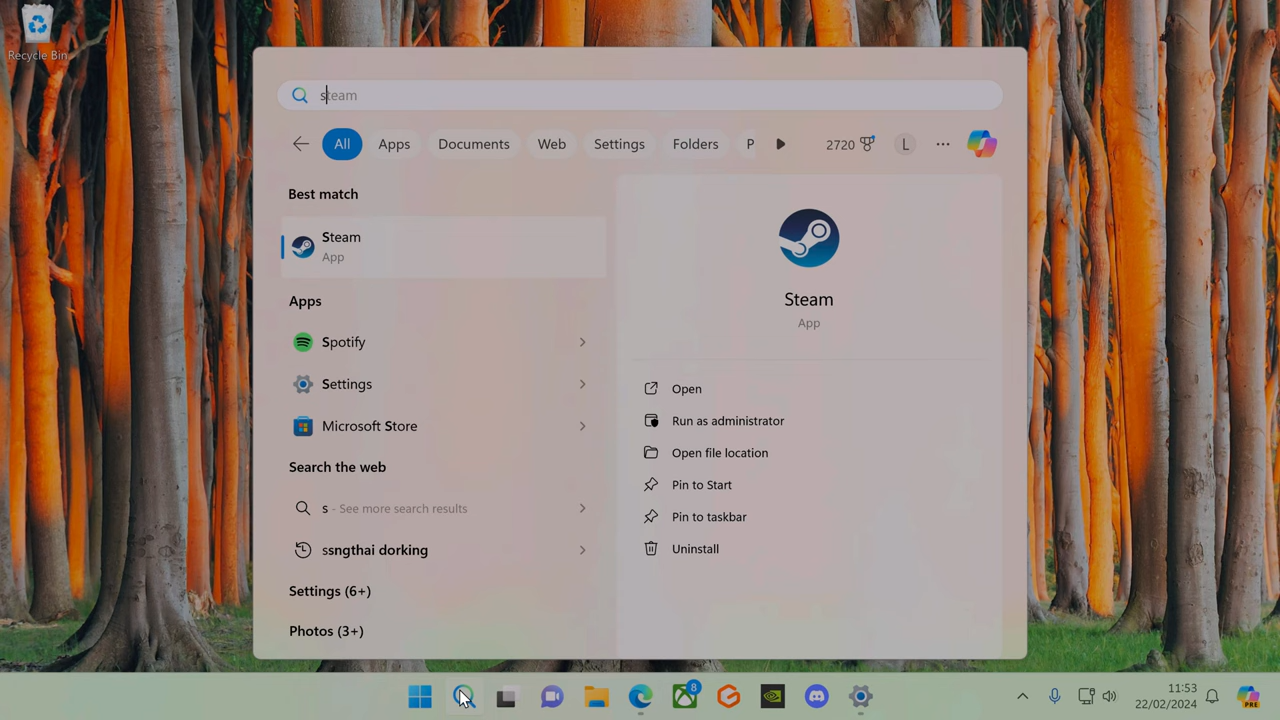 Recycle Bin
steam
All
Apps
Documents
Web
Settings
Folders
P
2720
L
Best match
Steam
App
Apps
Spotify
Settings
Microsoft Store
Search the web
s - See more search results
ssngthai dorking
Settings (6+)
Photos (3+)
Steam
App
Open
Run as administrator
Open file location
Pin to Start
Pin to taskbar
Uninstall
8
11:53
22/02/2024
PRE